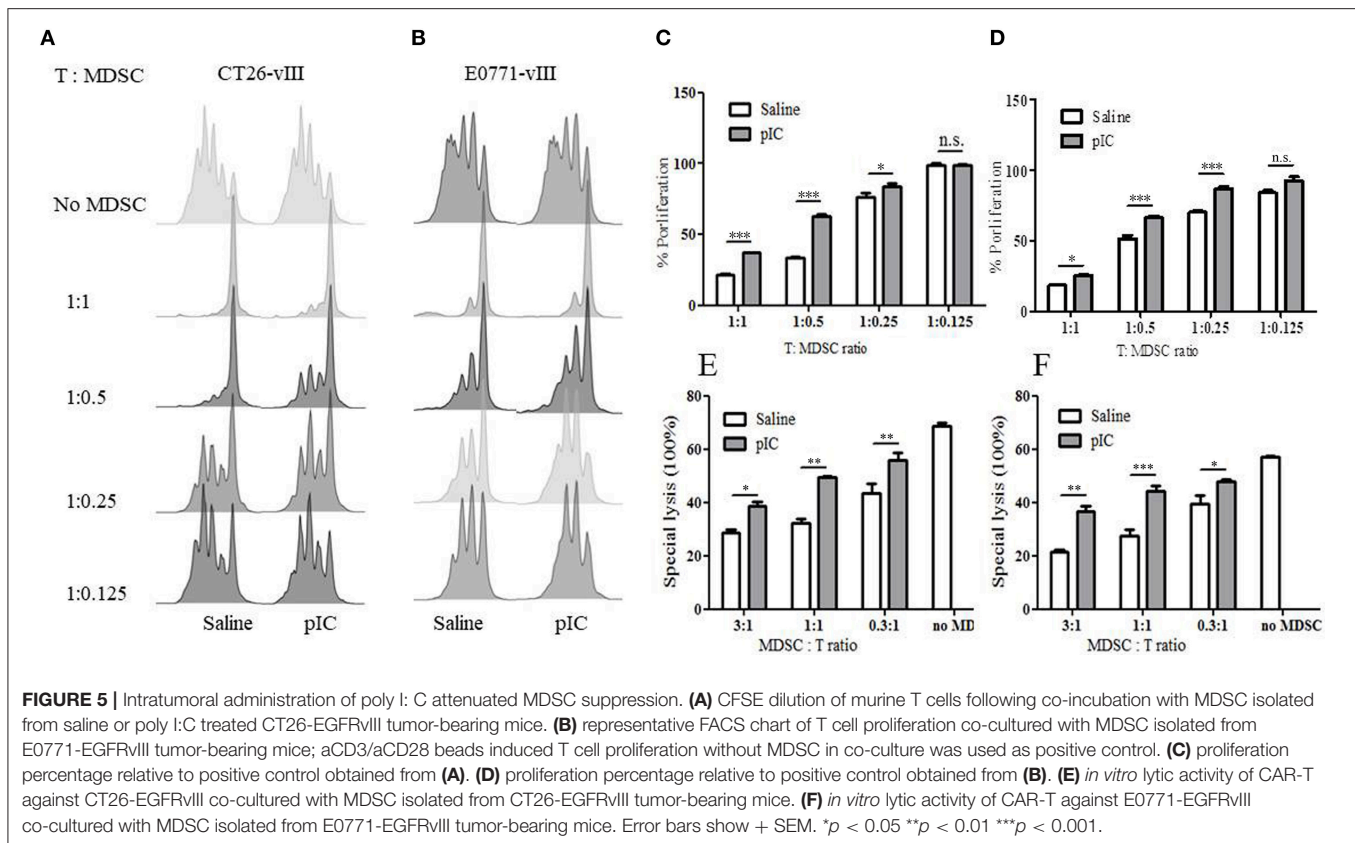 A
B
T : MDSC
CT26-vIII
E0771-vIII
No MDSC
1:1
1:0.5
1:0.25
1:0.125
Saline
pIC
Saline
pIC
C
150
100
50
0
% Porliferation
Saline
pIC
***
***
*
n.s.
1:1
1:0.5
1:0.25
1:0.125
T: MDSC ratio
D
150
100
50
0
% Porliferation
Saline
pIC
*
***
***
n.s.
1:1
1:0.5
1:0.25
1:0.125
T: MDSC ratio
E
80
60
40
20
0
Special lysis (100%)
Saline
pIC
*
**
**
3:1
1:1
0.3:1
no MD
MDSC : T ratio
F
80
60
40
20
0
Special lysis (100%)
Saline
pIC
**
***
*
3:1
1:1
0.3:1
no MDSC
MDSC : T ratio
FIGURE 5 | Intratumoral administration of poly I: C attenuated MDSC suppression. (A) CFSE dilution of murine T cells following co-incubation with MDSC isolated
from saline or poly I:C treated CT26-EGFRvIII tumor-bearing mice. (B) representative FACS chart of T cell proliferation co-cultured with MDSC isolated from
E0771-EGFRvIII tumor-bearing mice; aCD3/aCD28 beads induced T cell proliferation without MDSC in co-culture was used as positive control. (C) proliferation
percentage relative to positive control obtained from (A). (D) proliferation percentage relative to positive control obtained from (B). (E) in vitro lytic activity of CAR-T
against CT26-EGFRvIII co-cultured with MDSC isolated from CT26-EGFRvIII tumor-bearing mice. (F) in vitro lytic activity of CAR-T against E0771-EGFRvIII
co-cultured with MDSC isolated from E0771-EGFRvIII tumor-bearing mice. Error bars show + SEM. *p < 0.05 **p < 0.01 ***p < 0.001.